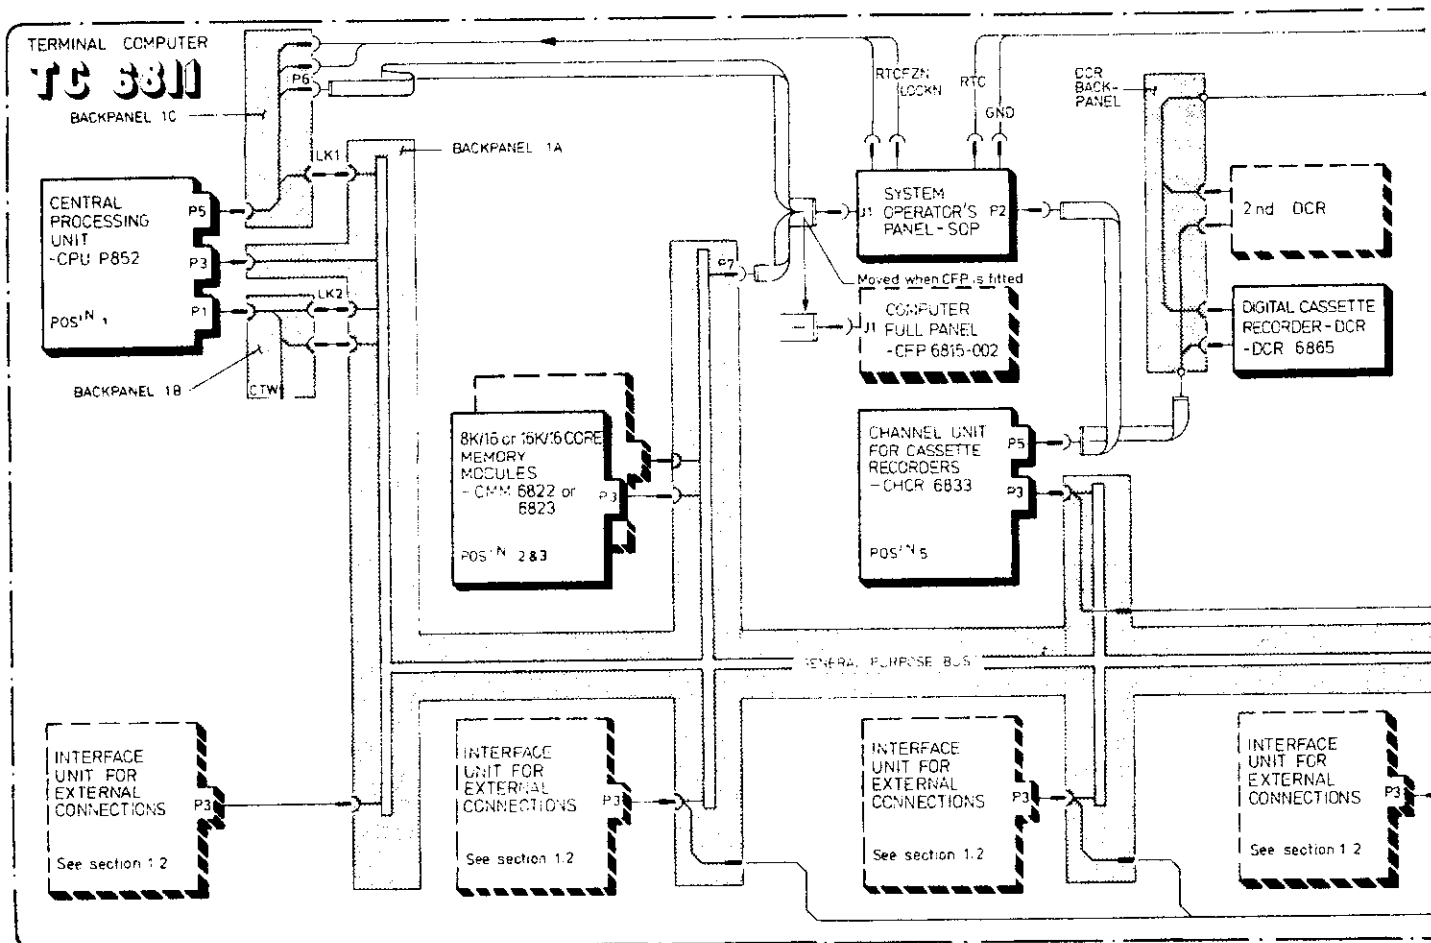 TERMINAL COMPUTER
TC 6811
BACKPANEL 1C
P6
RTCEZN
LOCKN
RTC
GND
DCR
BACK-
PANEL
LK1
BACKPANEL 1A
CENTRAL
PROCESSING
UNIT
-CPU P852
POS'N 1
P5
P3
P1
LK2
BACKPANEL 1B
CTW
SYSTEM
OPERATOR'S
PANEL-SOP
J1
P2
P7
Moved when CFP is fitted
COMPUTER
FULL PANEL
-CFP 6815-002
J1
2nd DCR
DIGITAL CASSETTE
RECORDER-DCR
-DCR 6865
8K/16 or 16K/16 CORE
MEMORY
MODULES
-CMM 6822 or
6823
P3
POS'N 2&3
CHANNEL UNIT
FOR CASSETTE
RECORDERS
-CHCR 6833
P5
P3
POS'N 5
GENERAL PURPOSE BUS
INTERFACE
UNIT FOR
EXTERNAL
CONNECTIONS
P3
See section 1.2
INTERFACE
UNIT FOR
EXTERNAL
CONNECTIONS
P3
See section 1.2
INTERFACE
UNIT FOR
EXTERNAL
CONNECTIONS
P3
See section 1.2
INTERFACE
UNIT FOR
EXTERNAL
CONNECTIONS
P3
See section 1.2